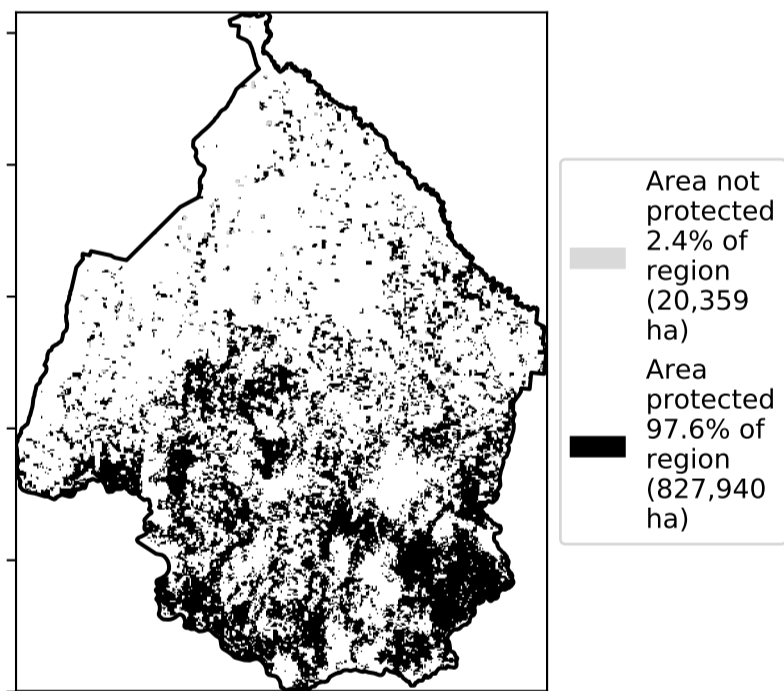 Area not
protected
2.4% of
region
(20,359
ha)
Area
protected
97.6% of
region
(827,940
ha)